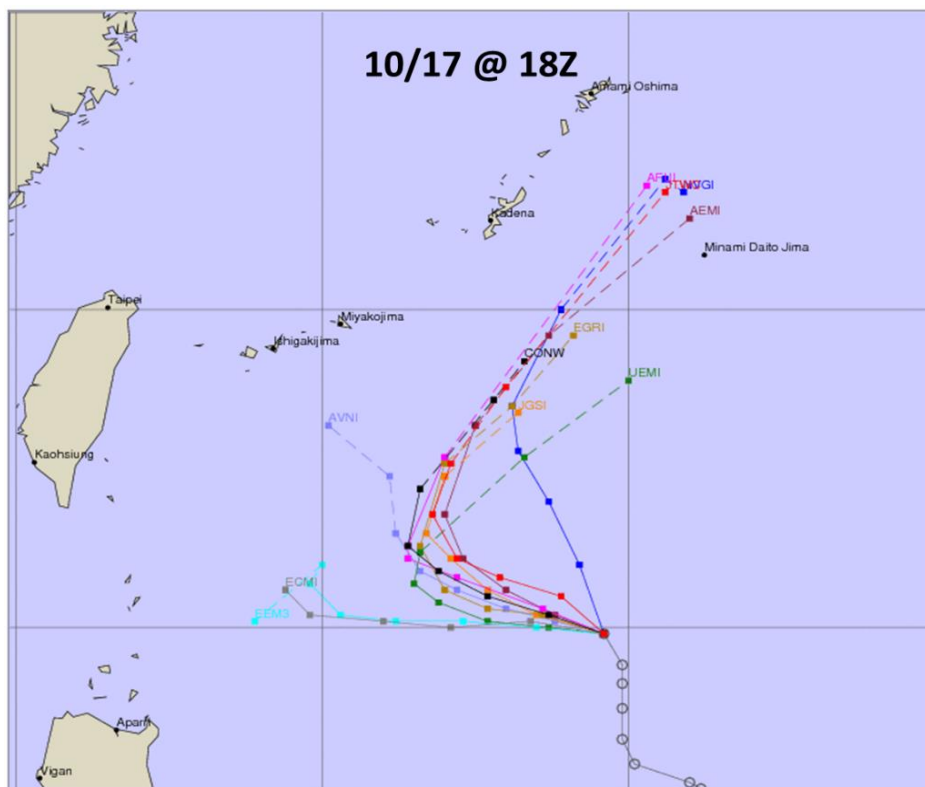 10/17 @ 18Z
Amami Oshima
JTWC
AEMI
Kadena
Minami Daito Jima
Taipei
Miyakojima
EGRI
Ishigakijima
CONW
UEMI
JGSI
AVNI
Kaohsiung
ECMI
EEM3
Aparri
Vigan